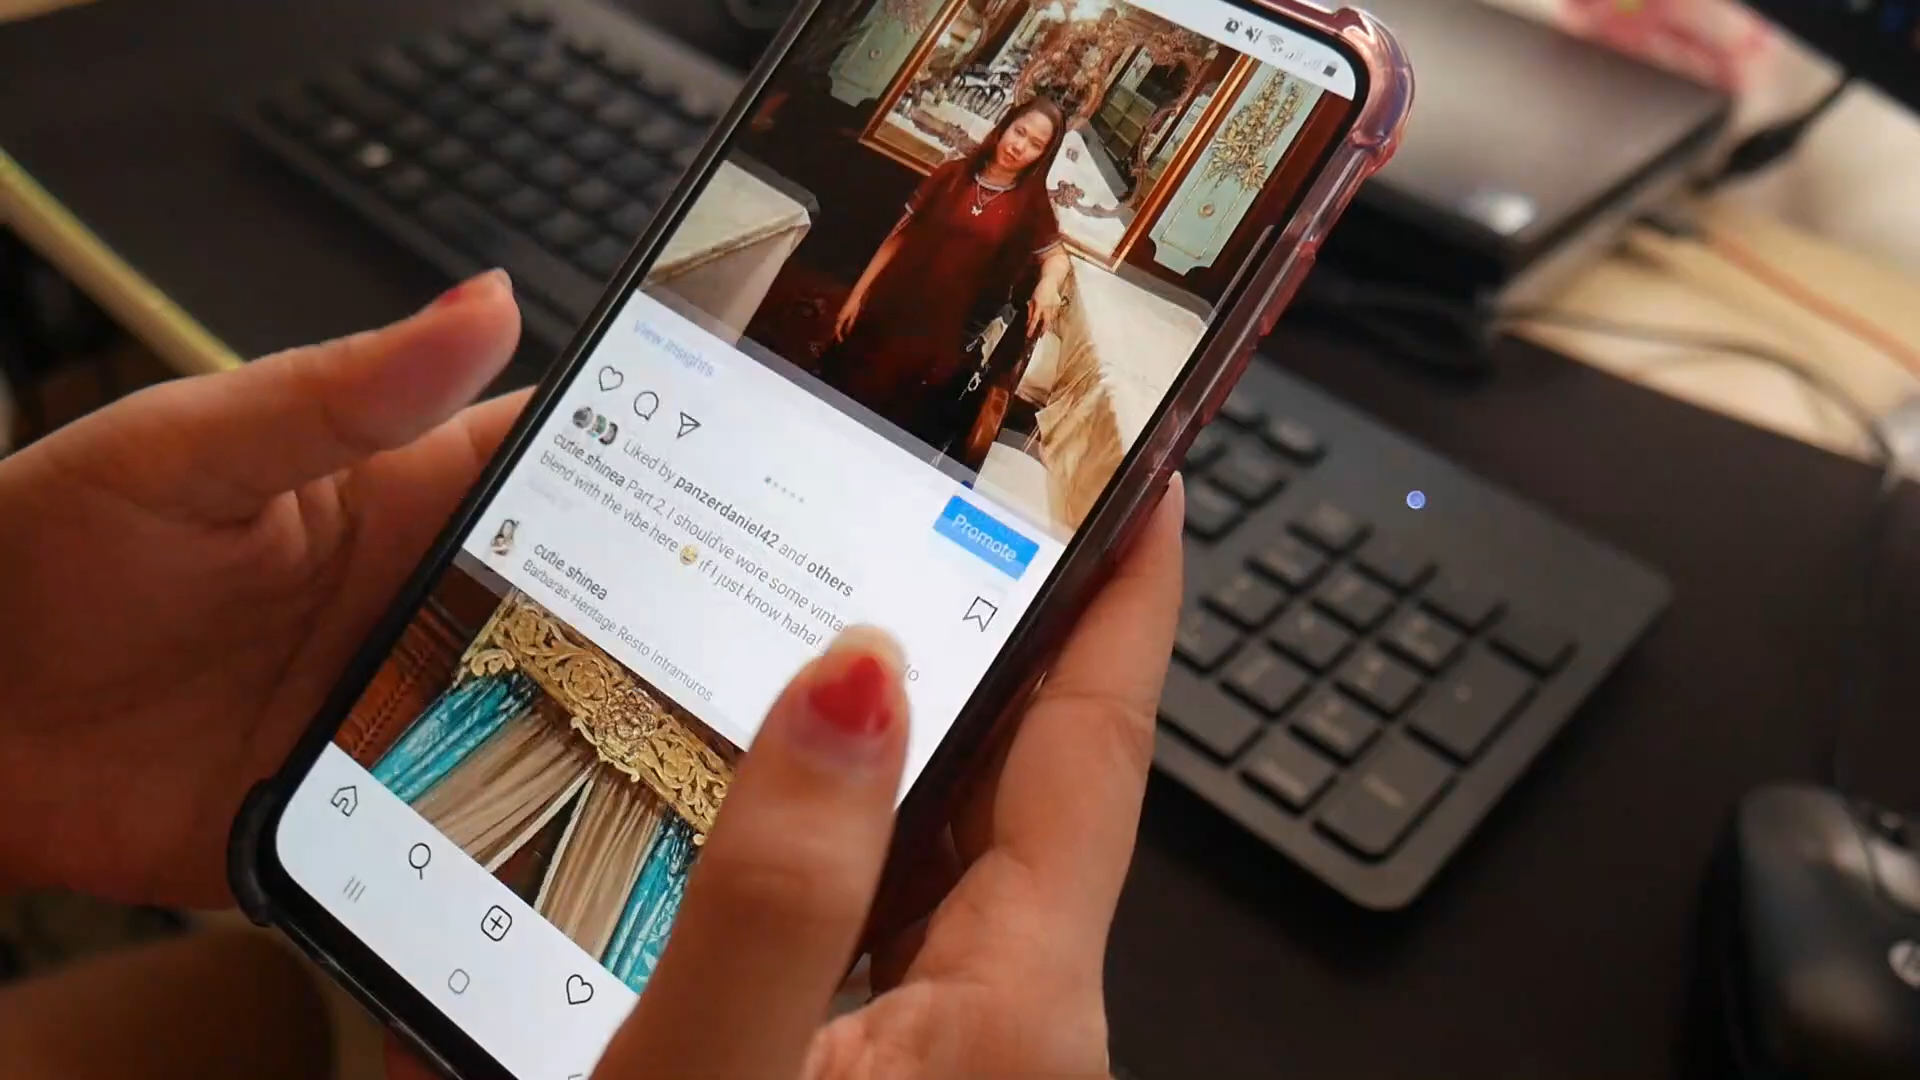 View Insights
Promote
Liked by panzerdaniel42 and others
cutie.shinea Part 2, I should've wore some
blend with the vibe here 😅 if I just know haha!
cutie.shinea
Barbaras Heritage Resto Intramuros